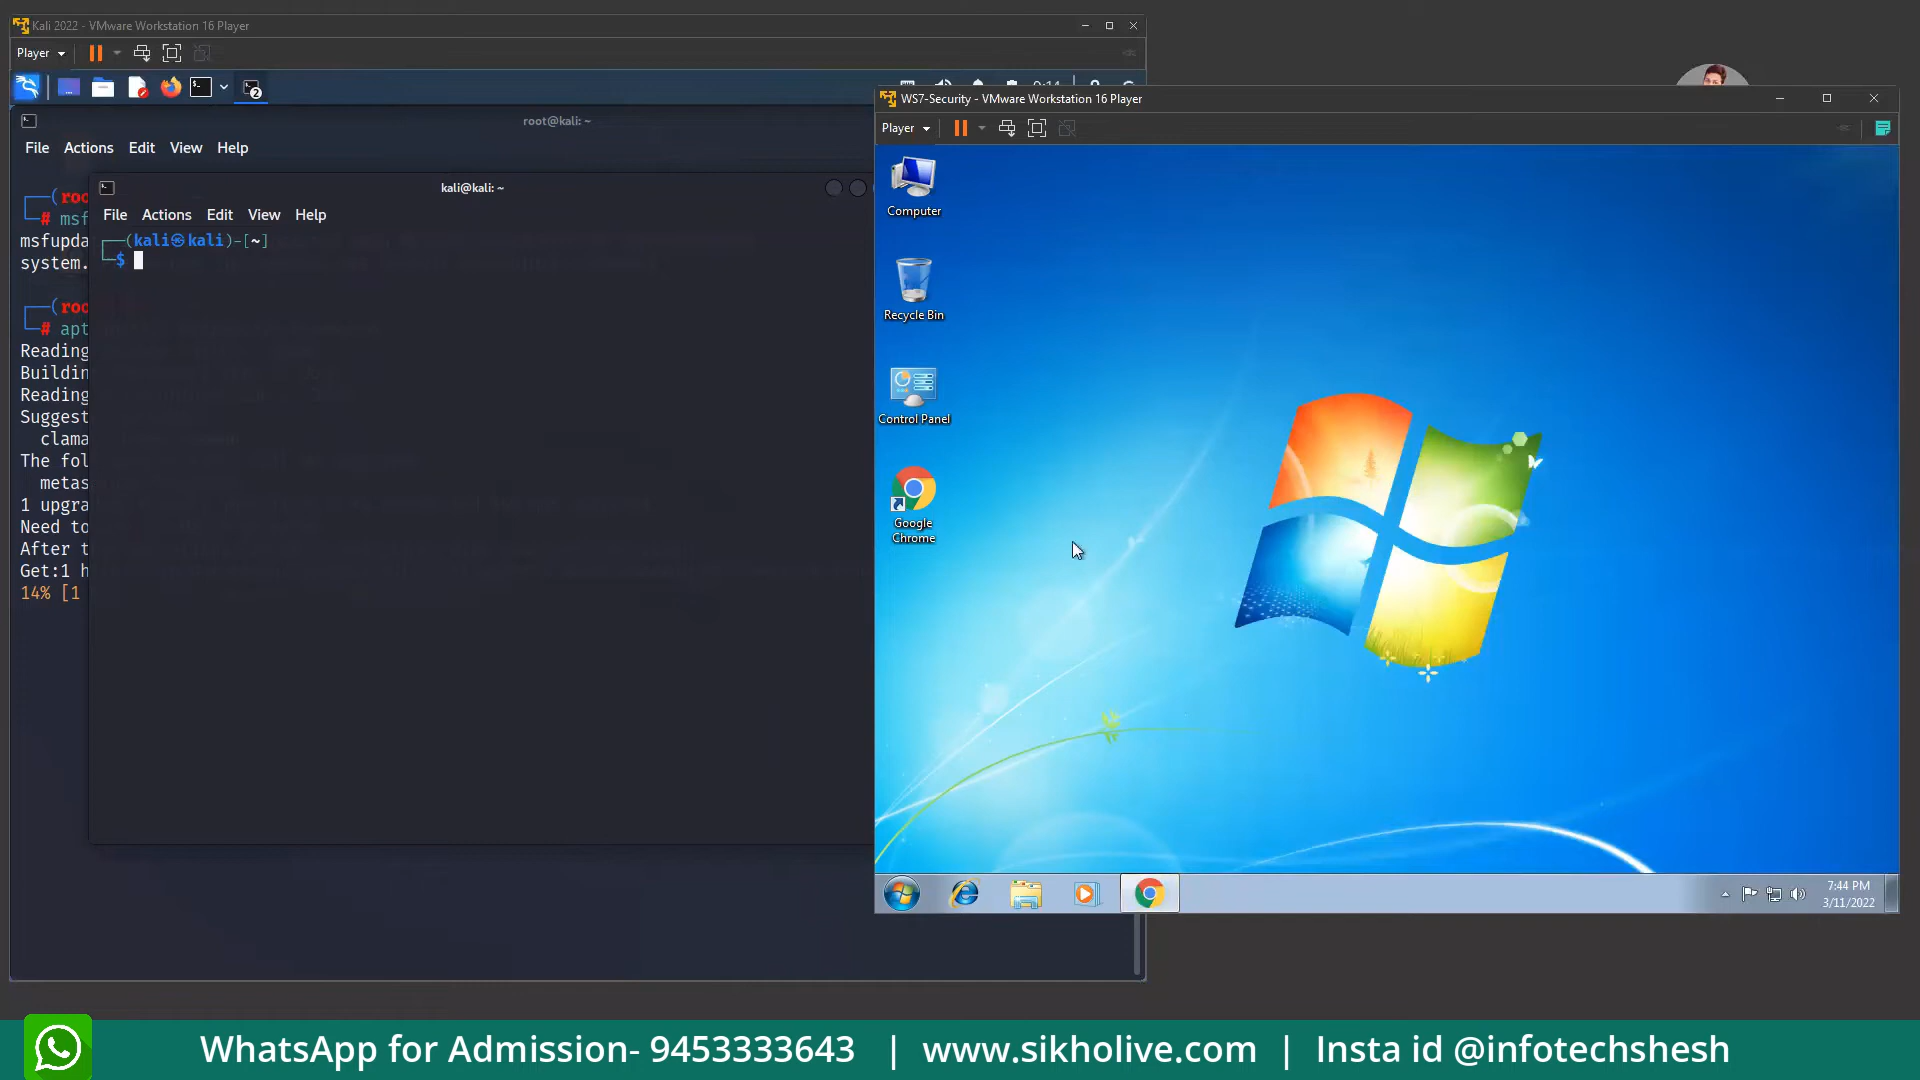 Kali 2022 - VMware Workstation 16 Player
Player
2
root@kali: ~
File Actions Edit View Help
# msf
msfupda
system.
# apt
Reading
Building
Reading
Suggest
clama
The fol
metas
1 upgra
Need to
After t
Get:1 h
14% [1
kali@kali: ~
File Actions Edit View Help
(kali㉿kali)-[~]
$
WS7-Security - VMware Workstation 16 Player
Player
Computer
Recycle Bin
Control Panel
Google
Chrome
7:44 PM
3/11/2022
WhatsApp for Admission- 9453333643 | www.sikholive.com | Insta id @infotechshesh